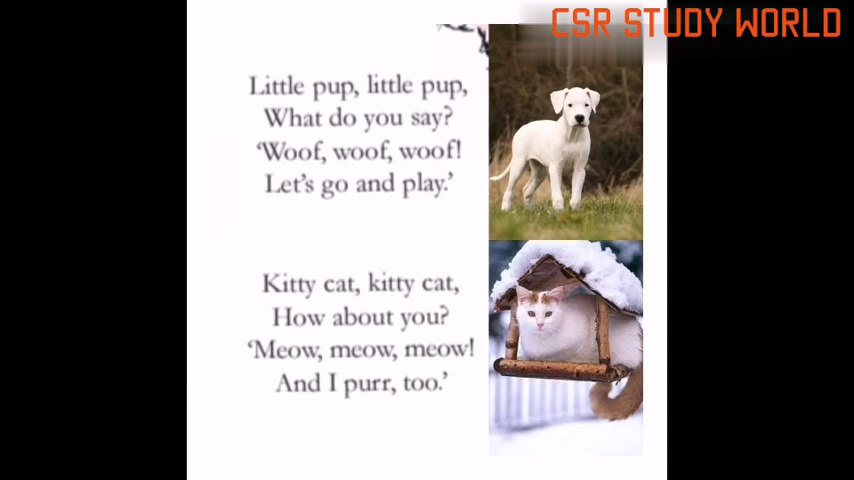 CSR STUDY WORLD
Little pup, little pup,
What do you say?
‘Woof, woof, woof!
Let’s go and play.’
Kitty cat, kitty cat,
How about you?
‘Meow, meow, meow!
And I purr, too.’